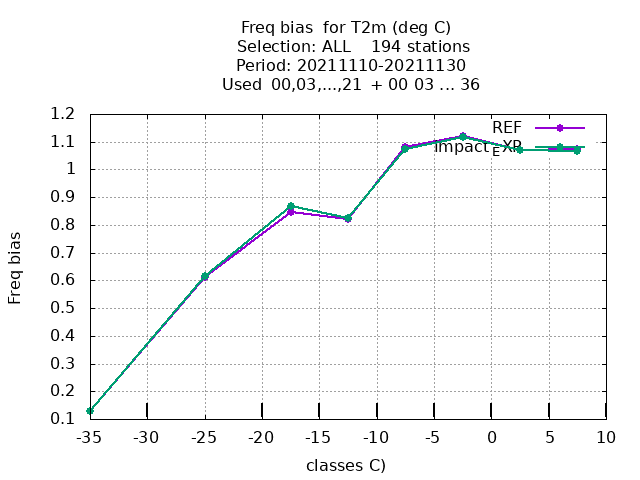 Freq bias for T2m (deg C)
Selection: ALL 194 stations
Period: 20211110-20211130
Used 00,03,...,21 + 00 03 ... 36
REF
Impact_EXP
1.2
1.1
1
0.9
0.8
0.7
0.6
0.5
0.4
0.3
0.2
0.1
Freq bias
-35 -30 -25 -20 -15 -10 -5 0 5 10
classes C)